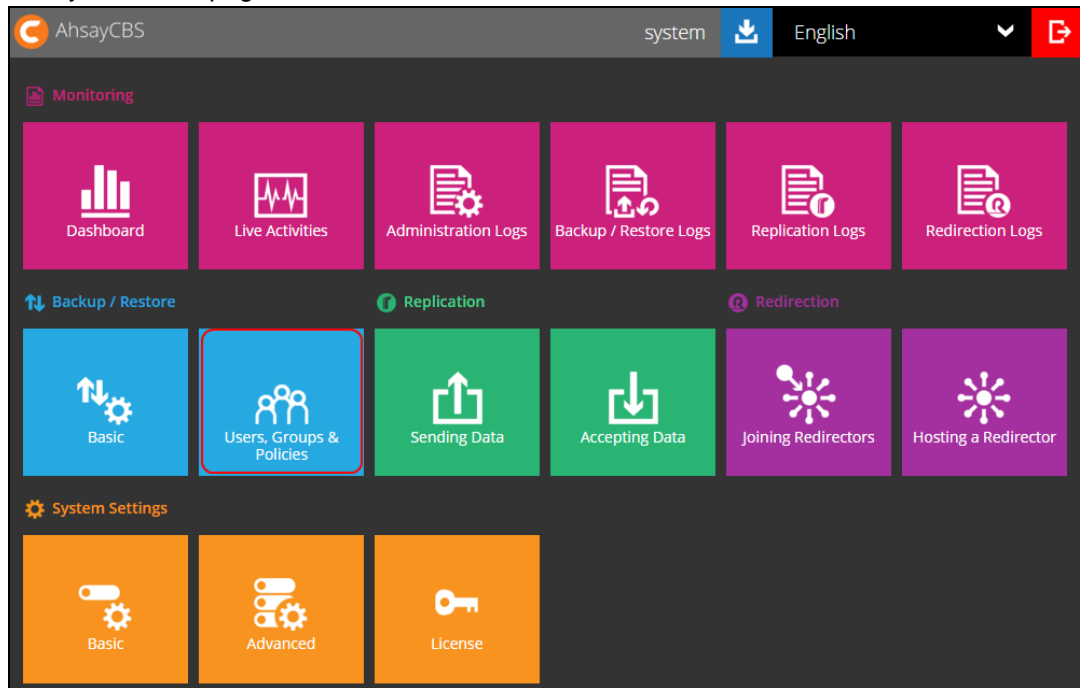 AhsayCBS system English
Monitoring
Dashboard Live Activities Administration Logs Backup / Restore Logs Replication Logs Redirection Logs
Backup / Restore Replication Redirection
Basic Users, Groups & Policies Sending Data Accepting Data Joining Redirectors Hosting a Redirector
System Settings
Basic Advanced License